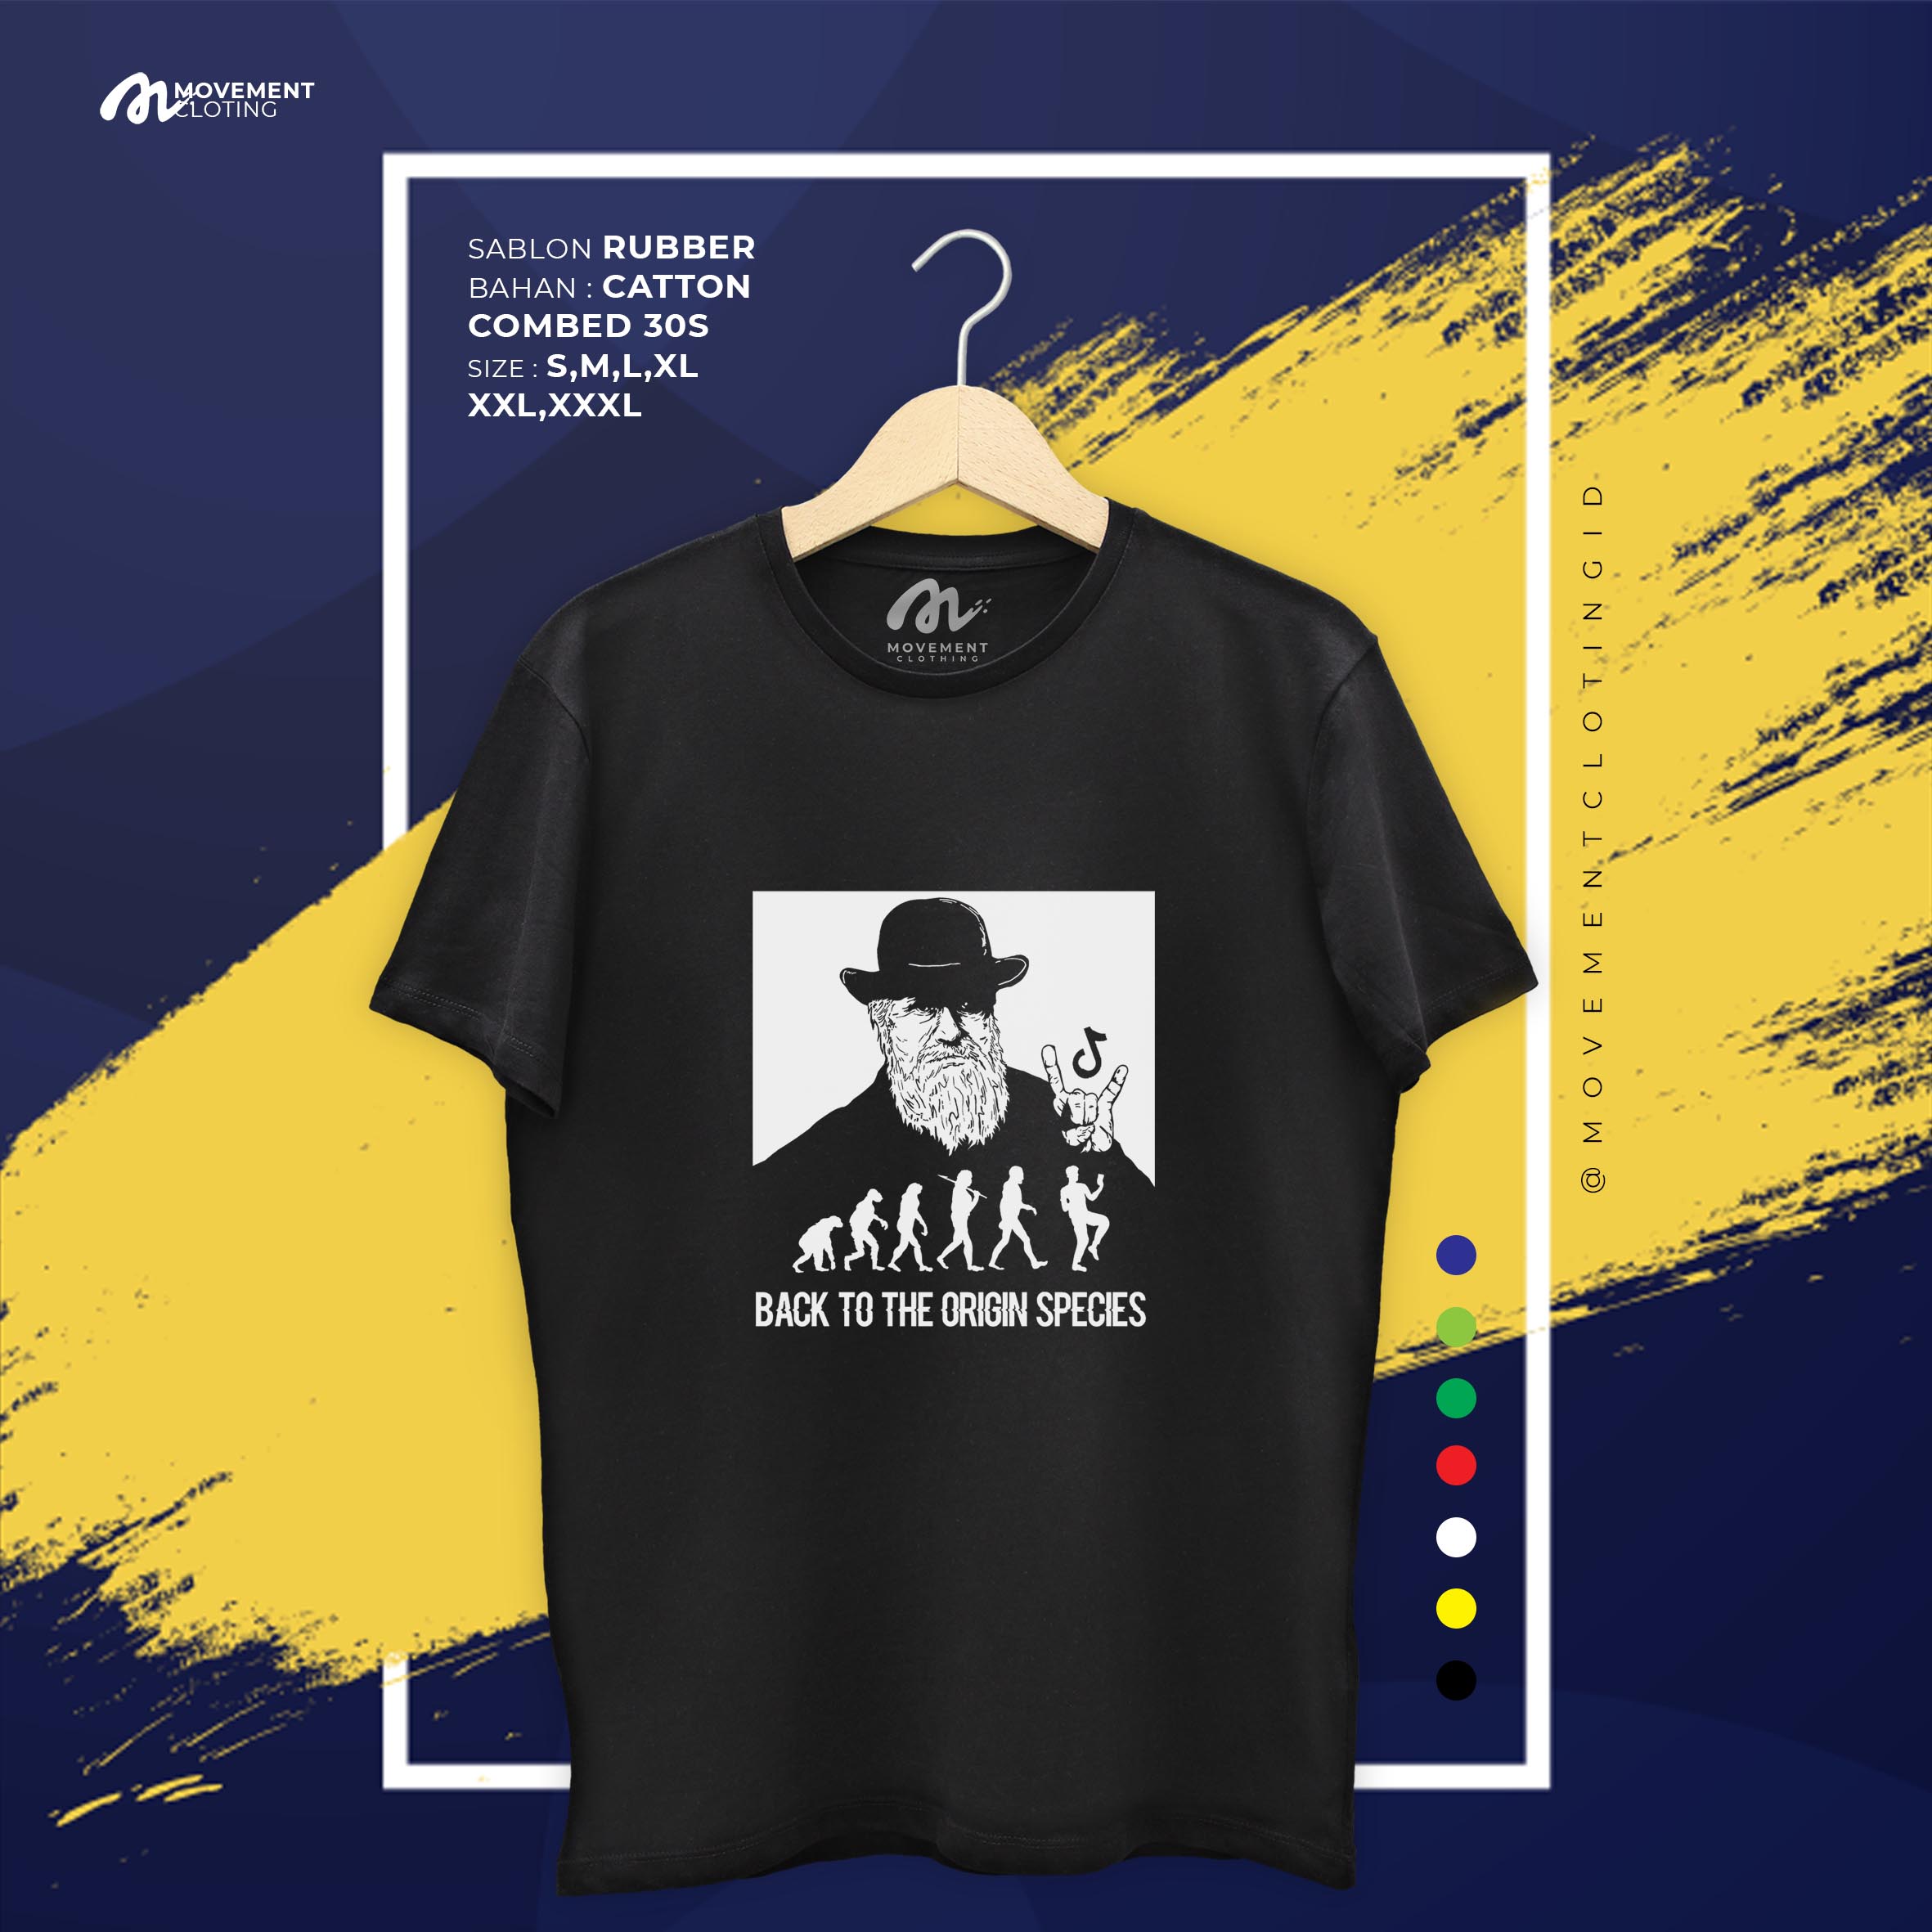 MOVEMENT
CLOTING
SABLON RUBBER
BAHAN : CATTON
COMBED 30S
SIZE : S,M,L,XL
XXL,XXXL
MOVEMENT
CLOTHING
BACK TO THE ORIGIN SPECIES
@MOVEMENTCLOTINGID